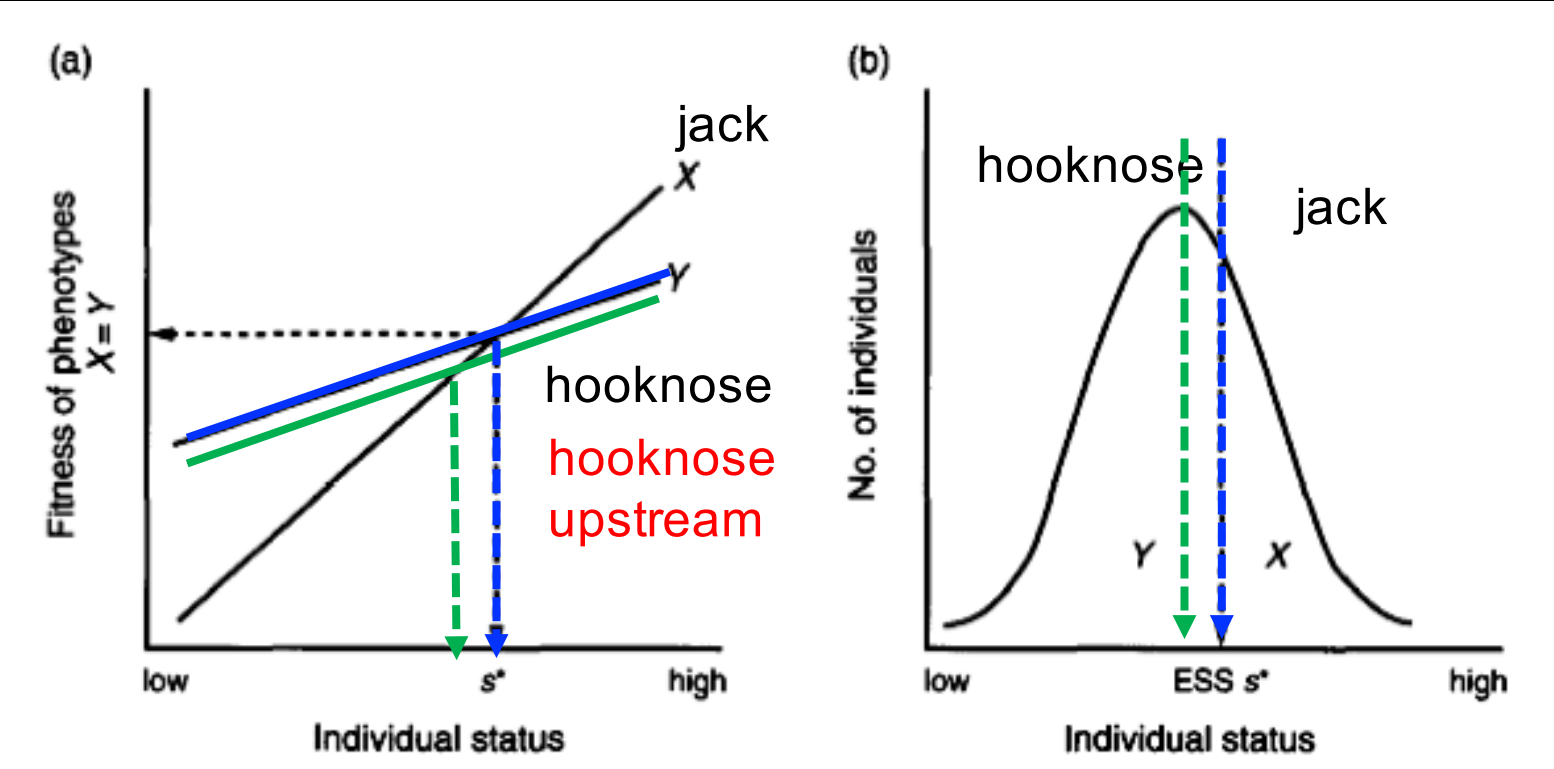 (a)
jack
X
Y
Fitness of phenotypes
X = Y
hooknose
hooknose
upstream
low
s*
high
Individual status
(b)
hooknose
jack
No. of individuals
Y
X
low
ESS s*
high
Individual status